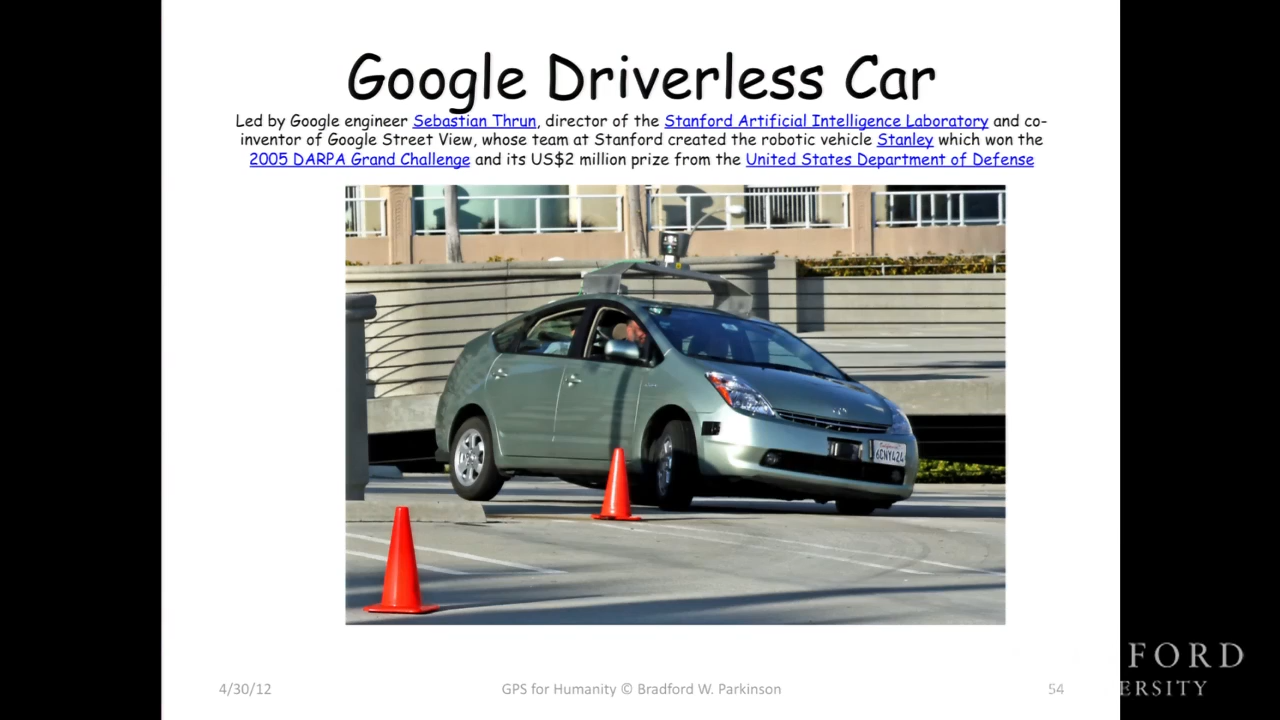 Google Driverless Car
Led by Google engineer Sebastian Thrun, director of the Stanford Artificial Intelligence Laboratory and co-
inventor of Google Street View, whose team at Stanford created the robotic vehicle Stanley which won the
2005 DARPA Grand Challenge and its US$2 million prize from the United States Department of Defense
6CNY424
4/30/12
GPS for Humanity © Bradford W. Parkinson
54
FORD
ERSITY